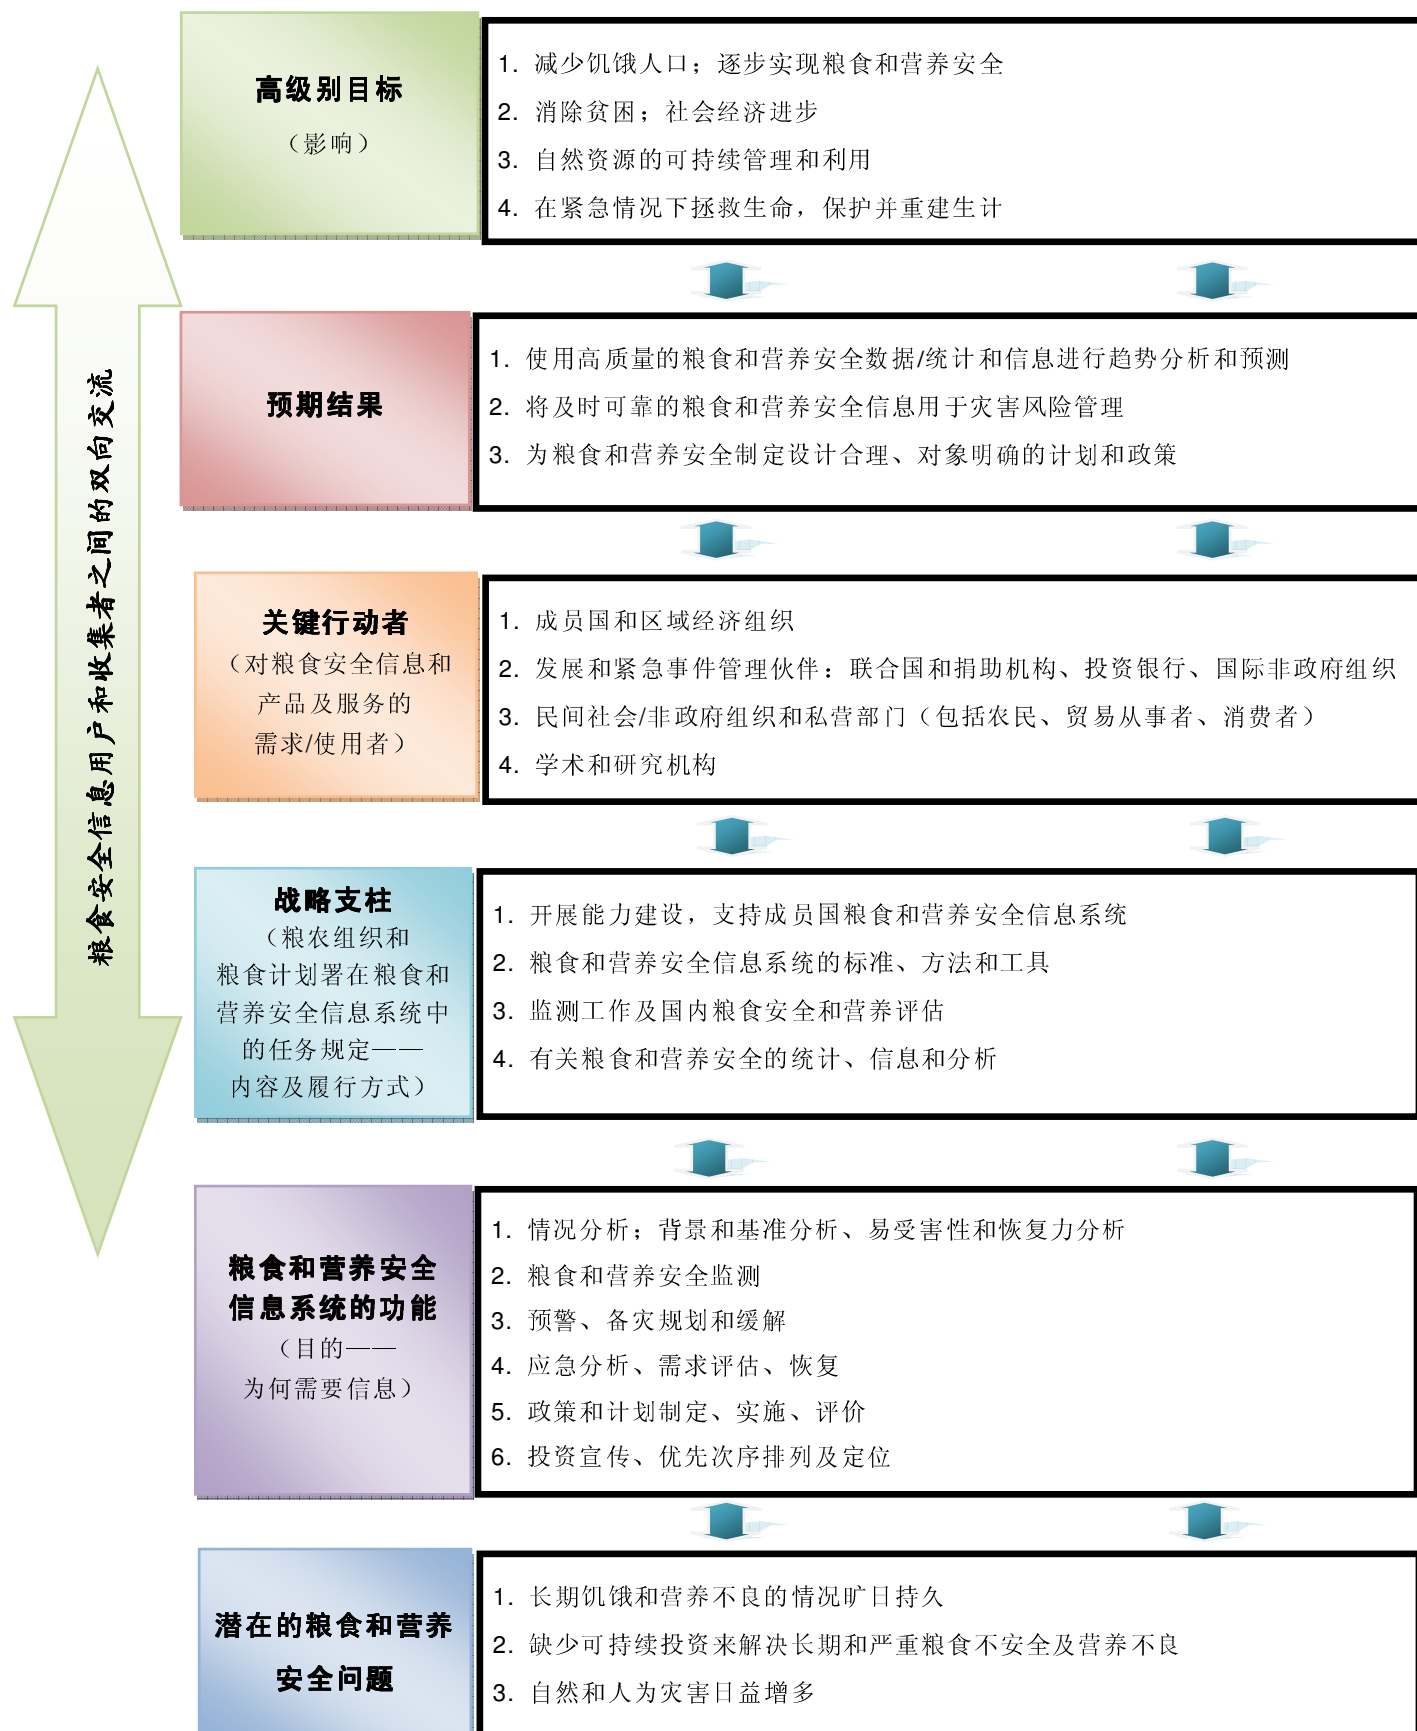 粮食安全信息用户和收集者之间的双向交流
高级别目标
（影响）
1. 减少饥饿人口；逐步实现粮食和营养安全
2. 消除贫困；社会经济进步
3. 自然资源的可持续管理和利用
4. 在紧急情况下拯救生命，保护并重建生计
预期结果
1. 使用高质量的粮食和营养安全数据/统计和信息进行趋势分析和预测
2. 将及时可靠的粮食和营养安全信息用于灾害风险管理
3. 为粮食和营养安全制定设计合理、对象明确的计划和政策
关键行动者
（对粮食安全信息和
产品及服务的
需求/使用者）
1. 成员国和区域经济组织
2. 发展和紧急事件管理伙伴：联合国和捐助机构、投资银行、国际非政府组织
3. 民间社会/非政府组织和私营部门（包括农民、贸易从事者、消费者）
4. 学术和研究机构
战略支柱
（粮农组织和
粮食计划署在粮食和
营养安全信息系统中
的任务规定——
内容及履行方式）
1. 开展能力建设，支持成员国粮食和营养安全信息系统
2. 粮食和营养安全信息系统的标准、方法和工具
3. 监测工作及国内粮食安全和营养评估
4. 有关粮食和营养安全的统计、信息和分析
粮食和营养安全
信息系统的功能
（目的——
为何需要信息）
1. 情况分析；背景和基准分析、易受害性和恢复力分析
2. 粮食和营养安全监测
3. 预警、备灾规划和缓解
4. 应急分析、需求评估、恢复
5. 政策和计划制定、实施、评价
6. 投资宣传、优先次序排列及定位
潜在的粮食和营养
安全问题
1. 长期饥饿和营养不良的情况旷日持久
2. 缺少可持续投资来解决长期和严重粮食不安全及营养不良
3. 自然和人为灾害日益增多